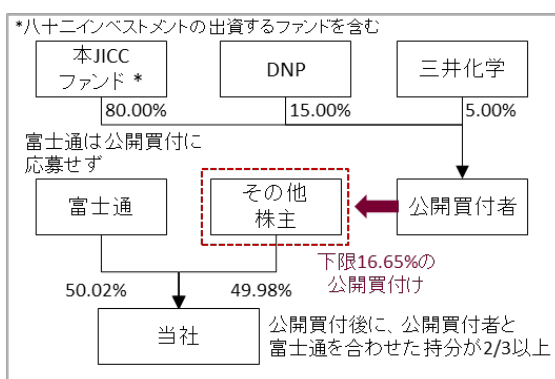 *八十二インベストメントの出資するファンドを含む
本JICC
ファンド *
DNP
三井化学
80.00%
15.00%
5.00%
富士通は公開買付に
応募せず
富士通
その他
株主
公開買付者
下限16.65%の
公開買付け
50.02%
49.98%
当社
公開買付後に、公開買付者と
富士通を合わせた持分が2/3以上